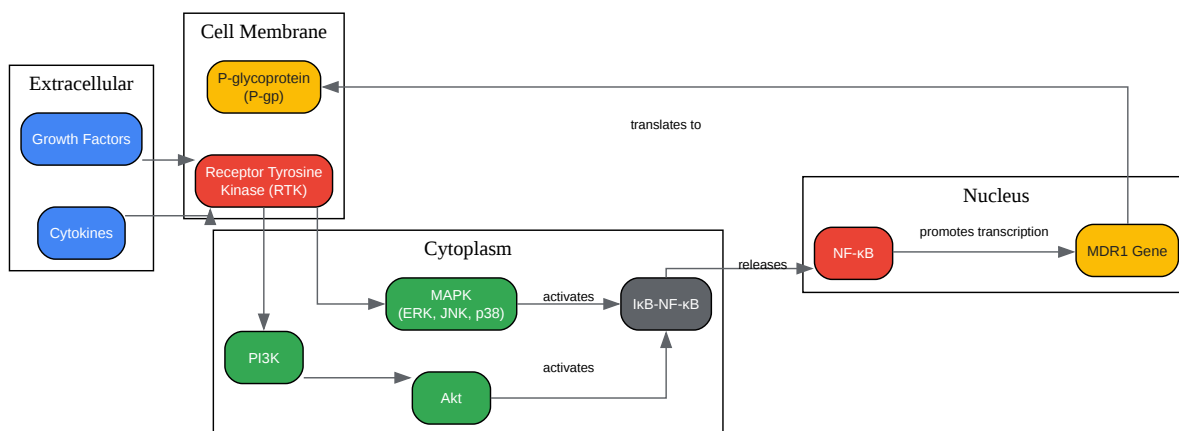 Cell Membrane
Extracellular
P-glycoprotein
(P-gp)
Growth Factors
translates to
Receptor Tyrosine
Kinase (RTK)
Cytokines
Nucleus
NF-κB
promotes transcription
MDR1 Gene
Cytoplasm
releases
MAPK
(ERK, JNK, p38)
activates
IκB-NF-κB
PI3K
activates
Akt